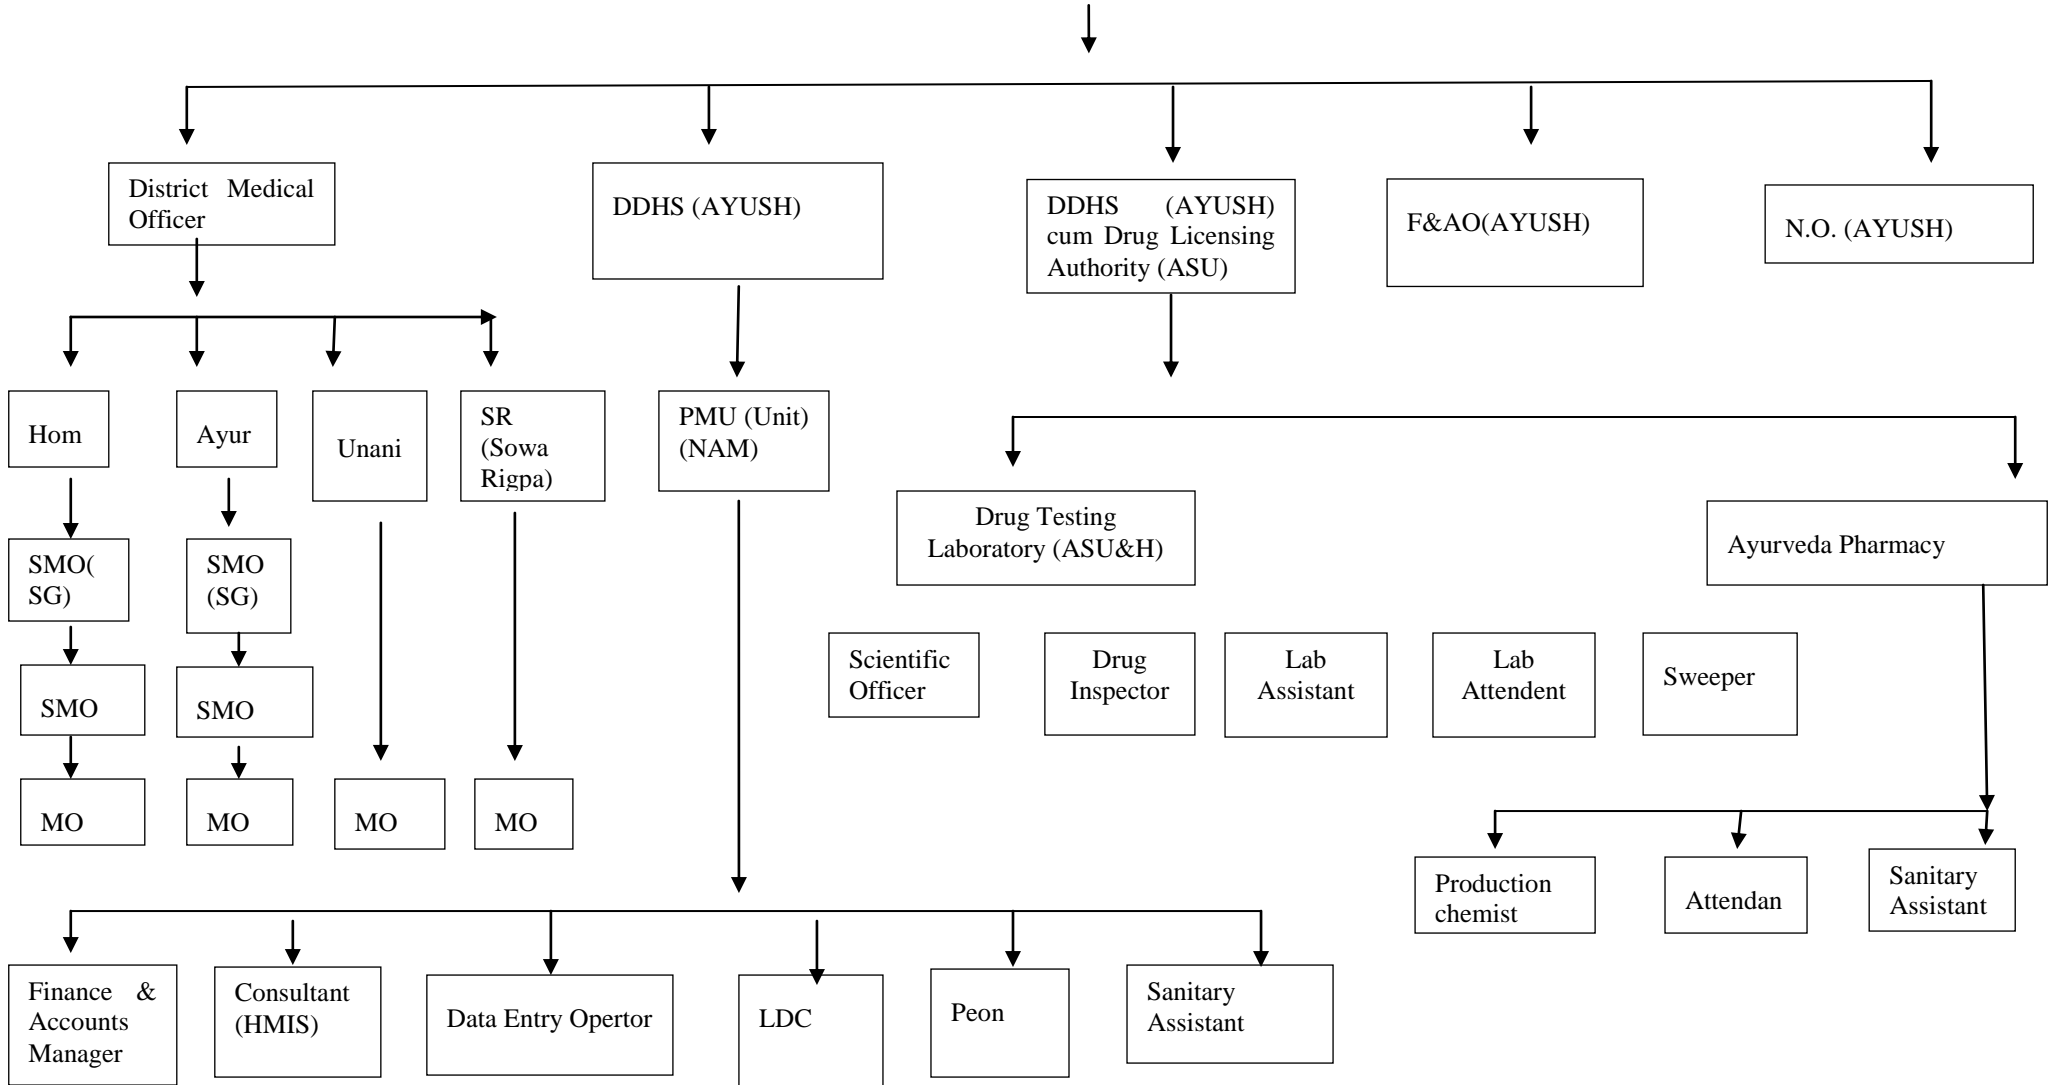 District Medical
Officer
DDHS (AYUSH)
DDHS (AYUSH)
cum Drug Licensing
Authority (ASU)
F&AO(AYUSH)
N.O. (AYUSH)
Hom
Ayur
Unani
SR
(Sowa
Rigpa)
PMU (Unit)
(NAM)
Drug Testing
Laboratory (ASU&H)
Ayurveda Pharmacy
SMO(
SG)
SMO
(SG)
Scientific
Officer
Drug
Inspector
Lab
Assistant
Lab
Attendent
Sweeper
SMO
SMO
MO
MO
MO
MO
Production
chemist
Attendan
Sanitary
Assistant
Finance &
Accounts
Manager
Consultant
(HMIS)
Data Entry Opertor
LDC
Peon
Sanitary
Assistant